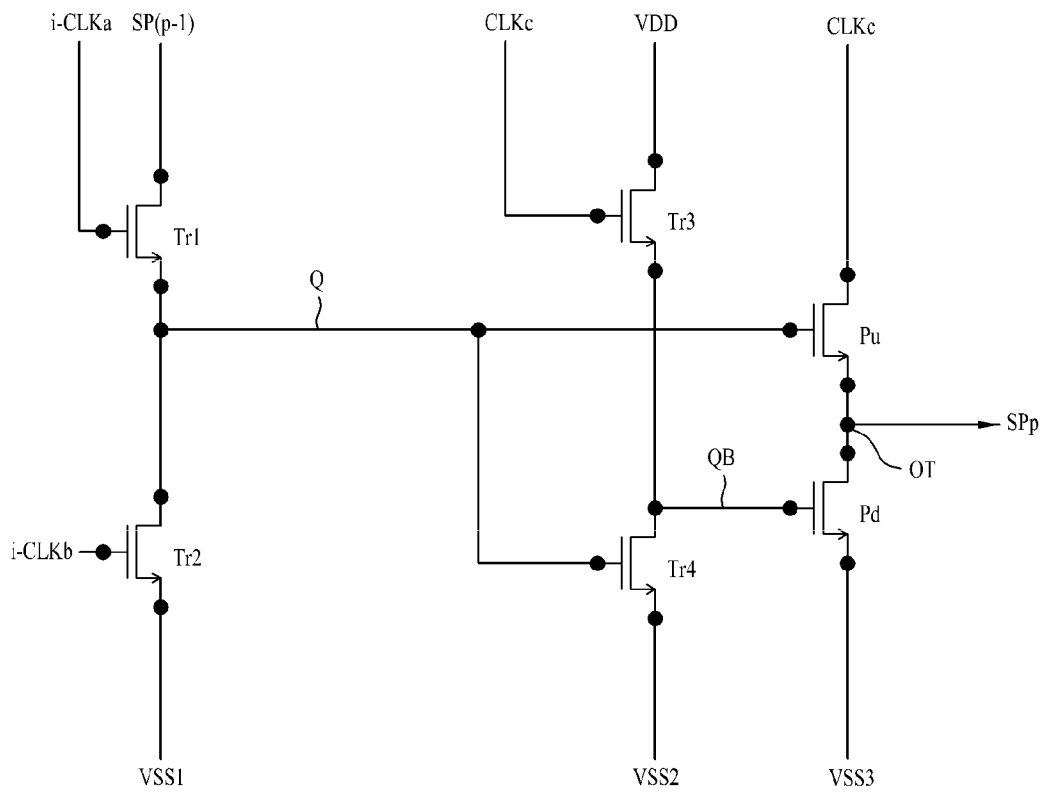 i-CLKa SP(p-1) CLKc VDD CLKc
Tr1 Tr3
Q
Pu
SPp
OT
QB
Pd
i-CLKb Tr2 Tr4
VSS1 VSS2 VSS3